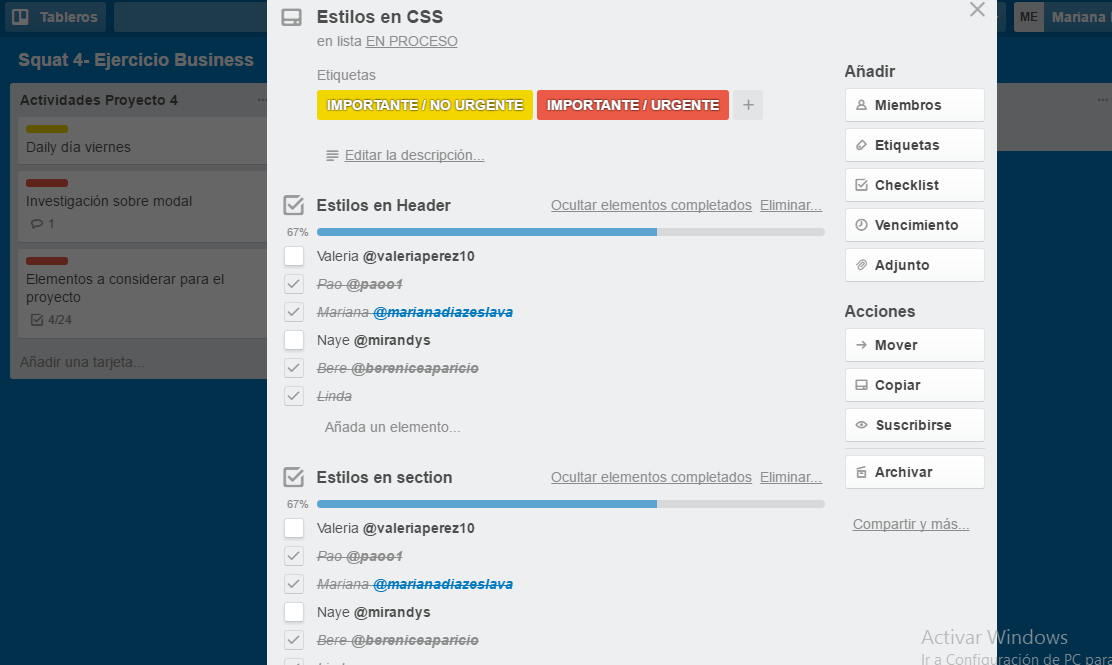 Tableros
ME Mariana
Squat 4- Ejercicio Business
Actividades Proyecto 4
Daily día viernes
Investigación sobre modal
1
Elementos a considerar para el
proyecto
4/24
Añadir una tarjeta...
Estilos en CSS
en lista EN PROCESO
Etiquetas
IMPORTANTE / NO URGENTE IMPORTANTE / URGENTE +
Editar la descripción...
Estilos en Header Ocultar elementos completados Eliminar...
67%
Valeria @valeriaperez10
Pao @paoo1
Mariana @marianadiazeslava
Naye @mirandys
Bere @bereniceaparicio
Linda
Añada un elemento...
Estilos en section Ocultar elementos completados Eliminar...
67%
Valeria @valeriaperez10
Pao @paoo1
Mariana @marianadiazeslava
Naye @mirandys
Bere @bereniceaparicio
Añadir
Miembros
Etiquetas
Checklist
Vencimiento
Adjunto
Acciones
Mover
Copiar
Suscribirse
Archivar
Compartir y más...
Activar Windows
Ir a Configuración de PC para